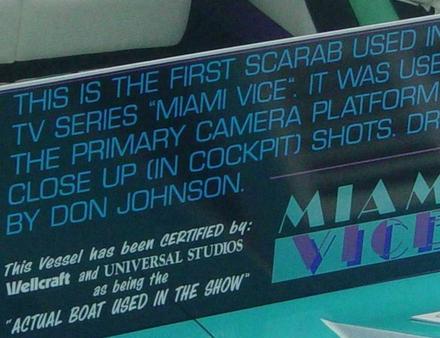 THIS IS THE FIRST SCARAB USED IN
TV SERIES "MIAMI VICE". IT WAS USE
THE PRIMARY CAMERA PLATFORM
CLOSE UP (IN COCKPIT) SHOTS. DR
BY DON JOHNSON.
This Vessel has been CERTIFIED by:
Wellcraft and UNIVERSAL STUDIOS
as being the
"ACTUAL BOAT USED IN THE SHOW"
MIAM
VICE